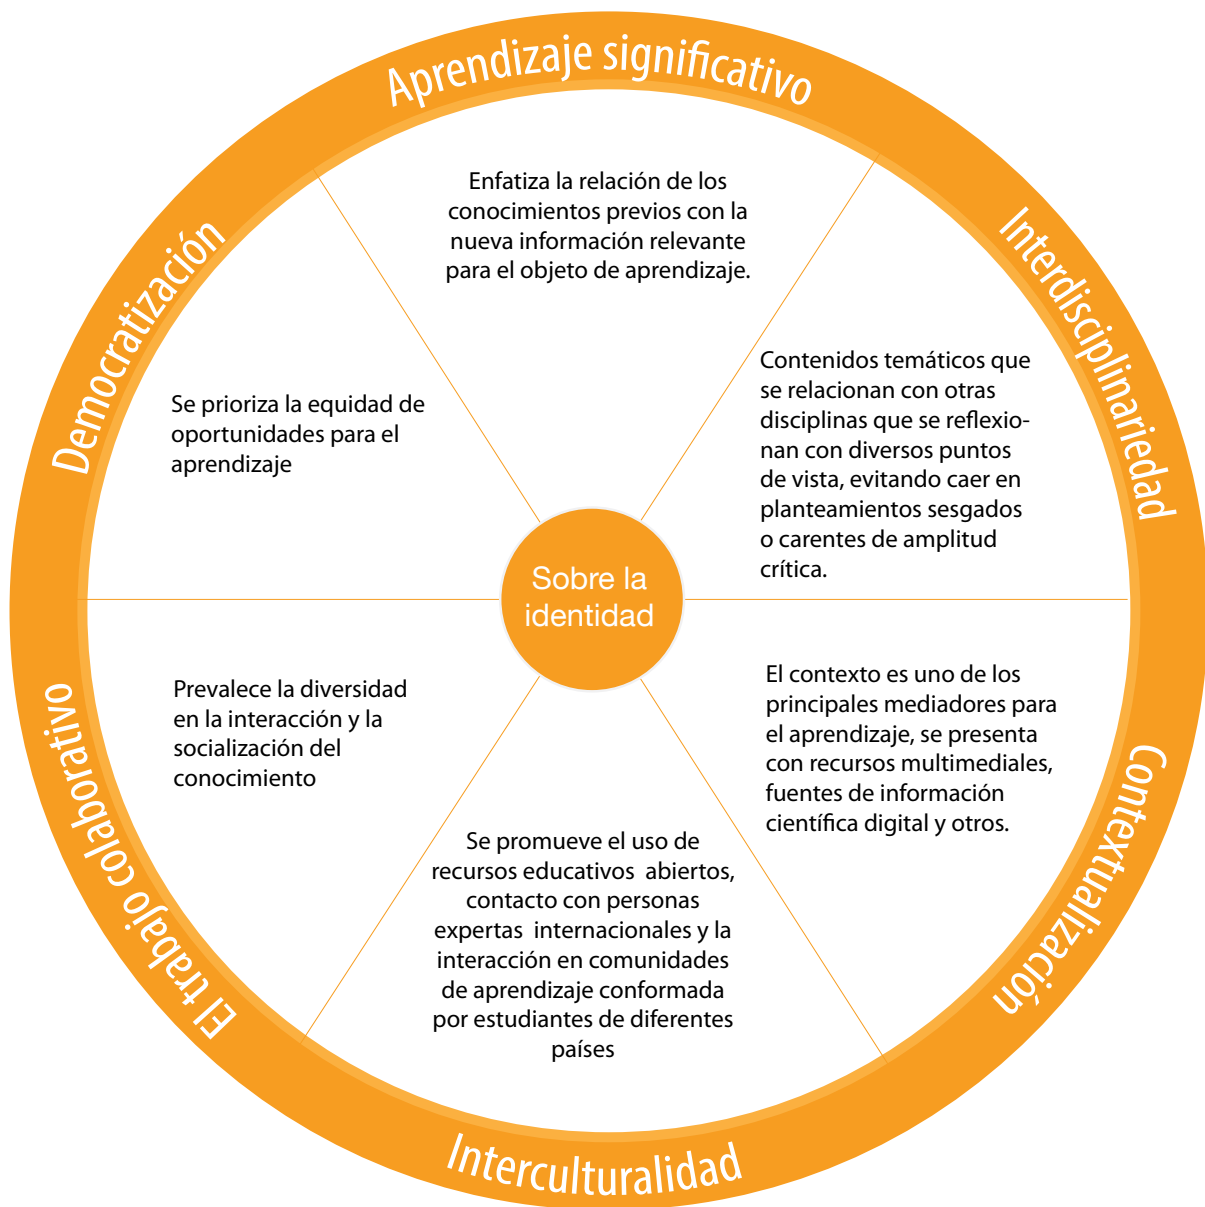 Aprendizaje significativo
Enfatiza la relación de los
conocimientos previos con la
nueva información relevante
para el objeto de aprendizaje.
Interdisciplinariedad
Contenidos temáticos que
se relacionan con otras
disciplinas que se reflexio-
nan con diversos puntos
de vista, evitando caer en
planteamientos sesgados
o carentes de amplitud
crítica.
Contextualización
El contexto es uno de los
principales mediadores para
el aprendizaje, se presenta
con recursos multimediales,
fuentes de información
científica digital y otros.
Interculturalidad
Se promueve el uso de
recursos educativos abiertos,
contacto con personas
expertas internacionales y la
interacción en comunidades
de aprendizaje conformada
por estudiantes de diferentes
países
El trabajo colaborativo
Prevalece la diversidad
en la interacción y la
socialización del
conocimiento
Democratización
Se prioriza la equidad de
oportunidades para el
aprendizaje
Sobre la
identidad